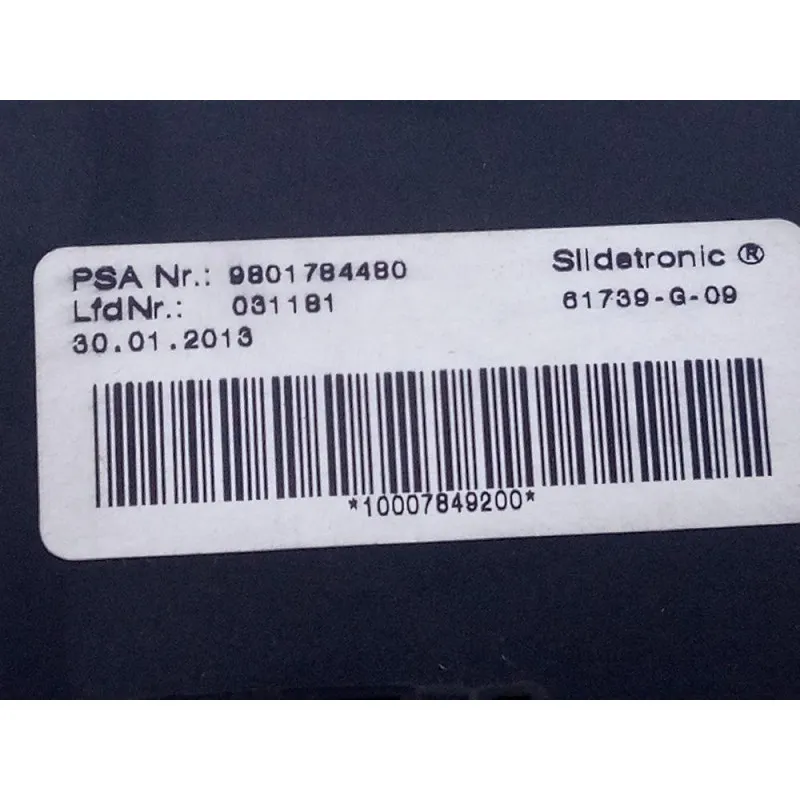 PSA Nr.: 9801784480
LfdNr.: 031181
30.01.2013
Slidetronic ®
61739-G-09
*10007849200*